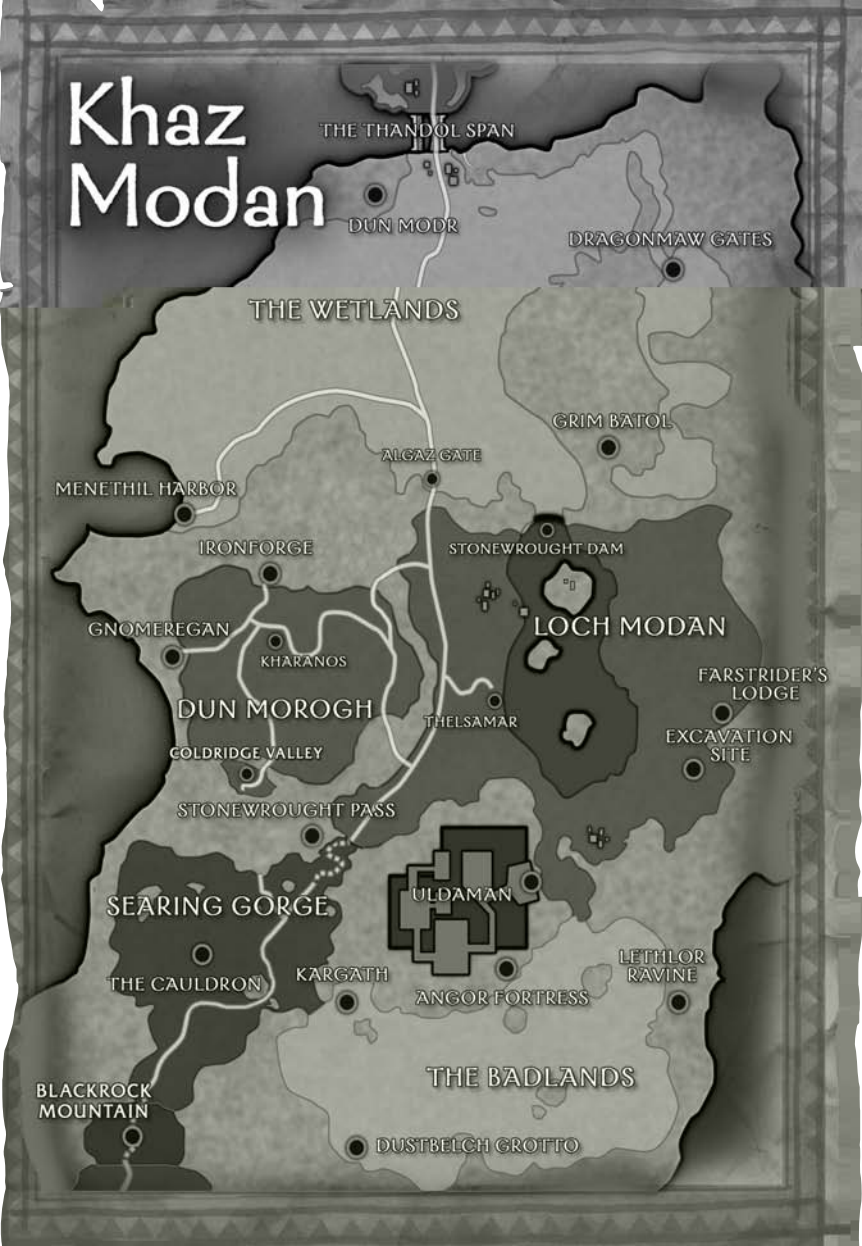 Khaz
Modan
THE THANDOL SPAN
DUN MODR
DRAGONMAW GATES
THE WETLANDS
GRIM BATOL
ALGAZ GATE
MENETHIL HARBOR
IRONFORGE
STONEWROUGHT DAM
GNOMEREGAN
LOCH MODAN
KHARANOS
FARSTRIDER'S
LODGE
DUN MOROGH
THELSAMAR
EXCAVATION
SITE
COLDRIDGE VALLEY
STONEWROUGHT PASS
ULDAMAN
SEARING GORGE
LETHLOR
RAVINE
THE CAULDRON
KARGATH
ANGOR FORTRESS
THE BADLANDS
BLACKROCK
MOUNTAIN
DUSTBELCH GROTTO